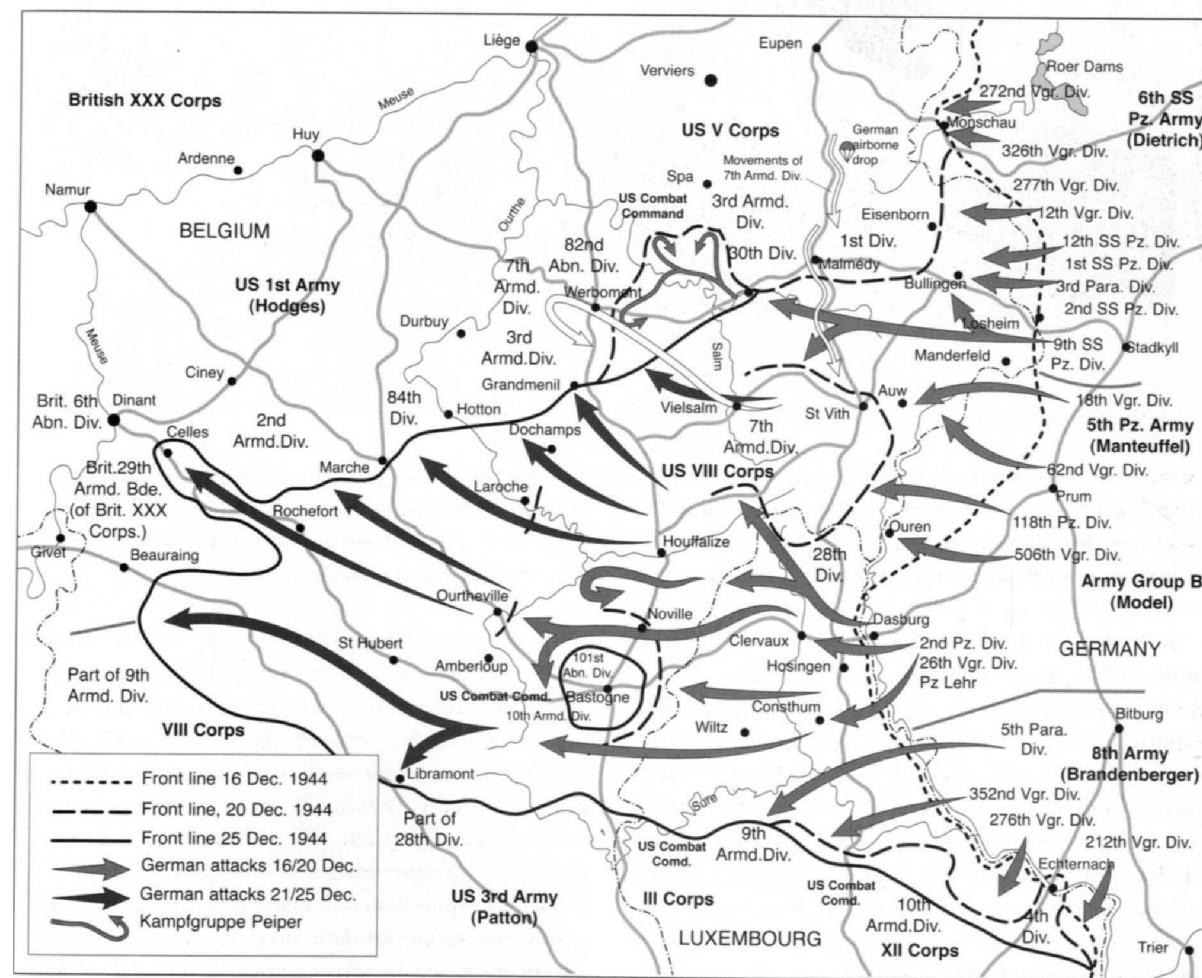 Liège
Eupen
Roer Dams
Verviers
British XXX Corps
Meuse
272nd Vgr. Div.
6th SS
Pz. Army
(Dietrich)
US V Corps
Monschau
Huy
German
airborne
drop
326th Vgr. Div.
Ardenne
Movements of
7th Armd. Div.
Spa
277th Vgr. Div.
Namur
Ourthe
US Combat
Command
3rd Armd.
Div.
Eisenborn
12th Vgr. Div.
BELGIUM
82nd
Abn. Div.
30th Div.
1st Div.
12th SS Pz. Div.
1st SS Pz. Div.
7th
Armd.
Div.
Malmédy
US 1st Army
(Hodges)
Werbomont
Bullingen
3rd Para. Div.
2nd SS Pz. Div.
Durbuy
Losheim
Meuse
3rd
Armd.Div.
Salm
9th SS
Pz. Div.
Stadkyll
Manderfeld
Ciney
Grandmenil
Auw
Brit. 6th
Abn. Div.
Dinant
84th
Div.
Hotton
Vielsalm
St Vith
18th Vgr. Div.
2nd
Armd.Div.
7th
Armd.Div.
5th Pz. Army
(Manteuffel)
Celles
Dochamps
Marche
US VIII Corps
Brit.29th
Armd. Bde.
(of Brit. XXX
Corps.)
62nd Vgr. Div.
Laroche
Prum
Rochefort
118th Pz. Div.
Ouren
Givet
Beauraing
Houffalize
28th
Div.
506th Vgr. Div.
Army Group B
(Model)
Ourtheville
Noville
Dasburg
St Hubert
Clervaux
2nd Pz. Div.
GERMANY
Amberloup
101st
Abn. Div.
Hosingen
26th Vgr. Div.
Pz Lehr
Part of 9th
Armd. Div.
US Combat Comd.
Bastogne
10th Armd. Div.
Consthum
VIII Corps
Wiltz
5th Para.
Div.
Bitburg
8th Army
(Brandenberger)
Libramont
Sûre
352nd Vgr. Div.
Part of
28th Div.
276th Vgr. Div.
9th
Armd.Div.
US Combat
Comd.
212th Vgr. Div.
Echternach
US 3rd Army
(Patton)
III Corps
US Combat
Comd.
10th
Armd.Div.
4th
Div.
LUXEMBOURG
XII Corps
Trier
Front line 16 Dec. 1944
Front line, 20 Dec. 1944
Front line 25 Dec. 1944
German attacks 16/20 Dec.
German attacks 21/25 Dec
Kampfgruppe Peiper